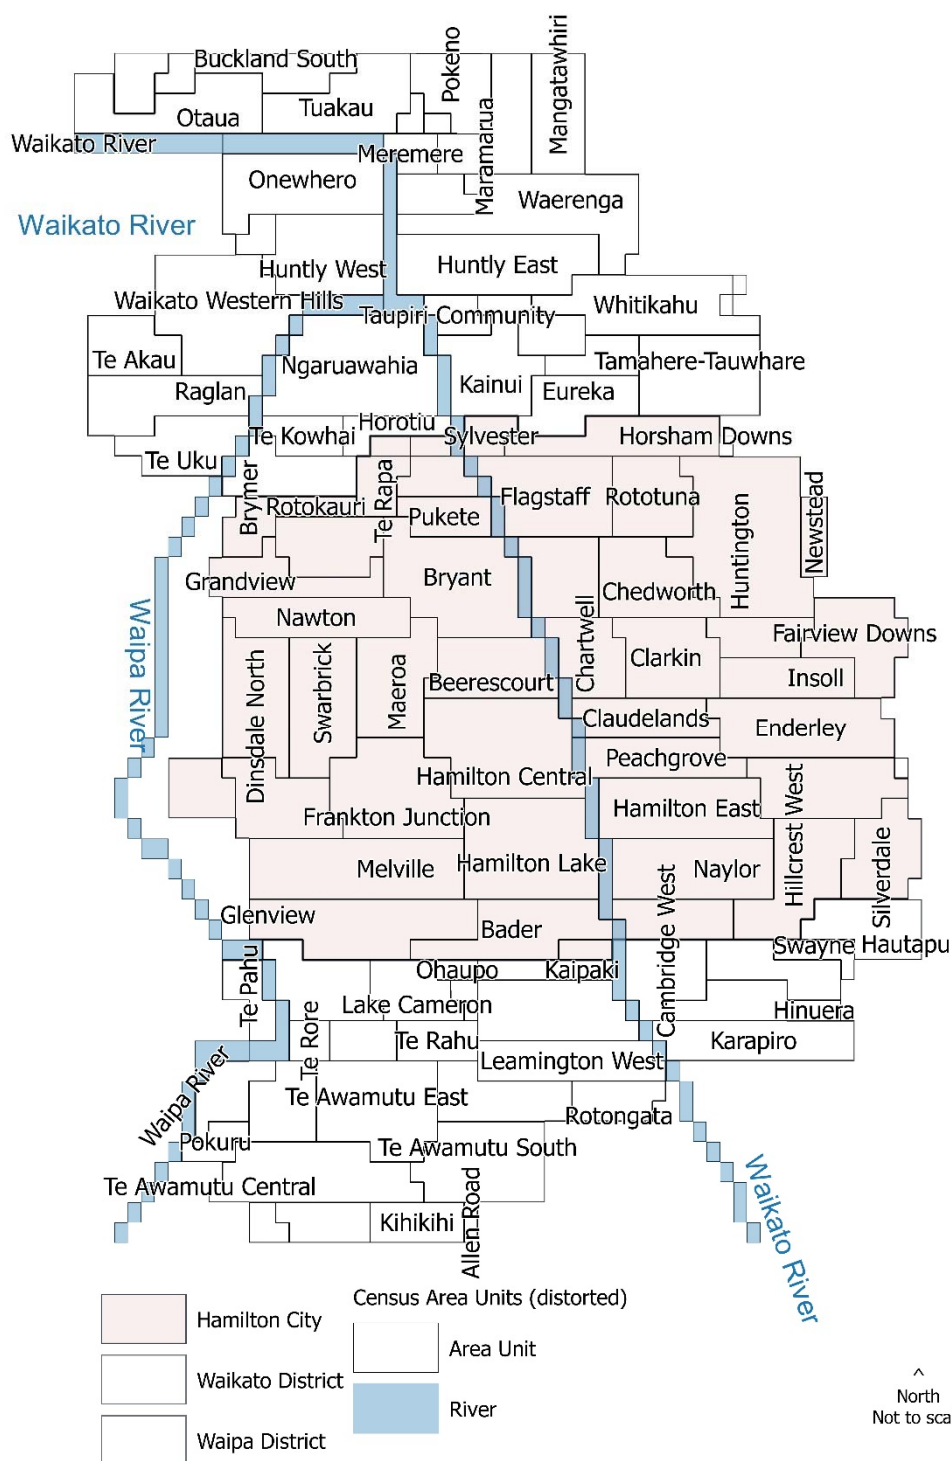 Buckland South
Pokeno
Mangatawhiri
Otaua
Tuakau
Maramarua
Waikato River
Meremere
Onewhero
Waerenga
Waikato River
Huntly West
Huntly East
Waikato Western Hills
Taupiri Community
Whitikahu
Te Akau
Ngaruawahia
Tamahere-Tauwhare
Raglan
Kainui
Eureka
Te Kowhai
Horotiu
Sylvester
Horsham Downs
Te Uku
Brymer
Rotokauri
Te Rapa
Pukete
Flagstaff
Rototuna
Huntington
Newstead
Grandview
Bryant
Chedworth
Nawton
Chartwell
Fairview Downs
Waipa River
Dinsdale North
Swarbrick
Maeroa
Beerescourt
Clarkin
Insoll
Claudelands
Enderley
Peachgrove
Hamilton Central
Frankton Junction
Hamilton East
Hillcrest West
Melville
Hamilton Lake
Naylor
Silverdale
Glenview
Bader
Cambridge West
Swayne
Hautapu
Te Pahu
Ohaupo
Kaipaki
Lake Cameron
Hinuera
Te Rore
Te Rahu
Karapiro
Leamington West
Waipa River
Te Awamutu East
Rotongata
Pokuru
Te Awamutu South
Te Awamutu Central
Kihikihi
Allen Road
Waikato River
Hamilton City
Waikato District
Waipa District
Census Area Units (distorted)
Area Unit
River
^
North
Not to sca